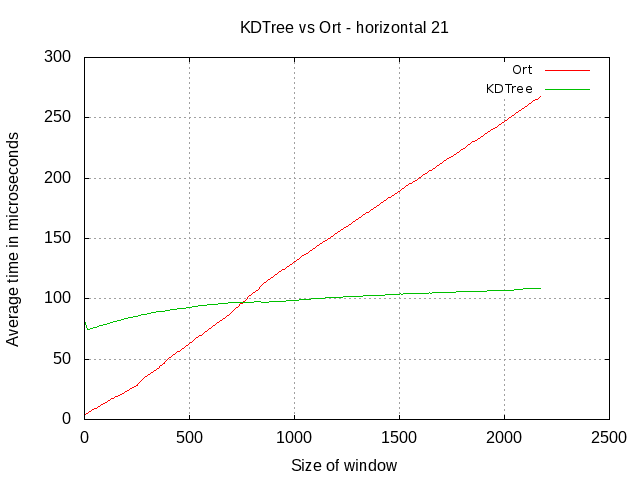 KDTree vs Ort - horizontal 21
Ort
KDTree
300
250
200
150
100
50
0
0 500 1000 1500 2000 2500
Average time in microseconds
Size of window